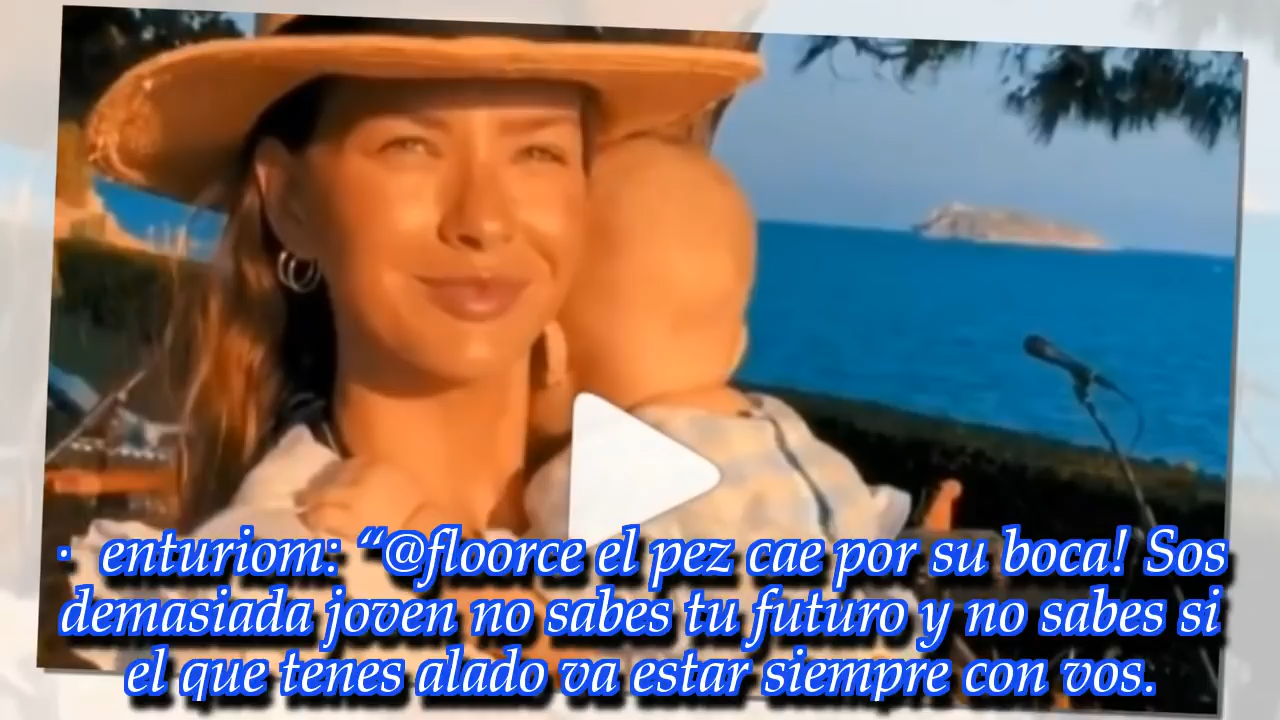 · enturiom: “@floorce el pez cae por su boca! Sos
demasiada joven no sabes tu futuro y no sabes si
el que tenes alado va estar siempre con vos.